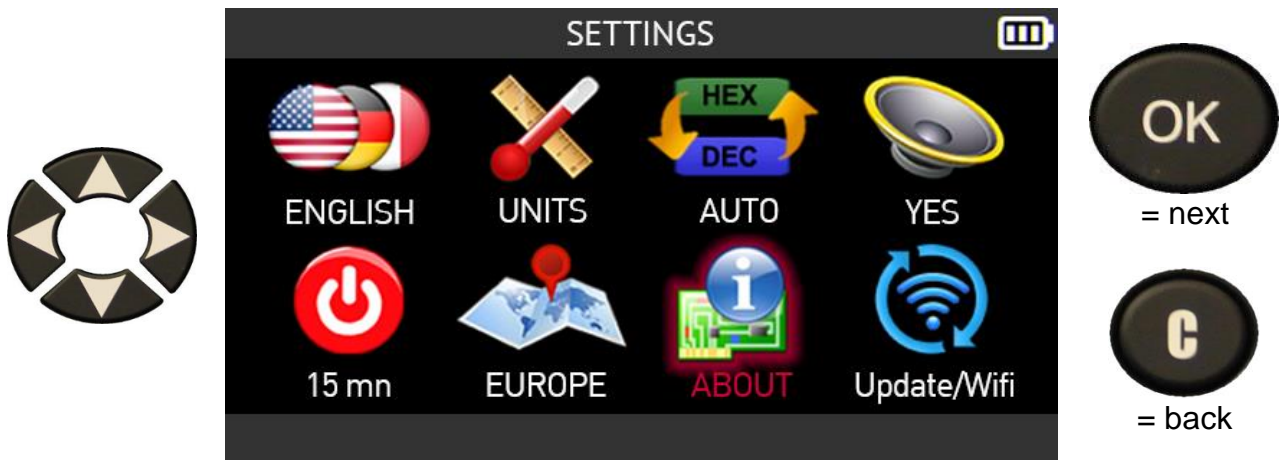 SETTINGS
HEX
DEC
ENGLISH UNITS AUTO YES
15 mn EUROPE ABOUT Update/Wifi
OK
= next
C
= back